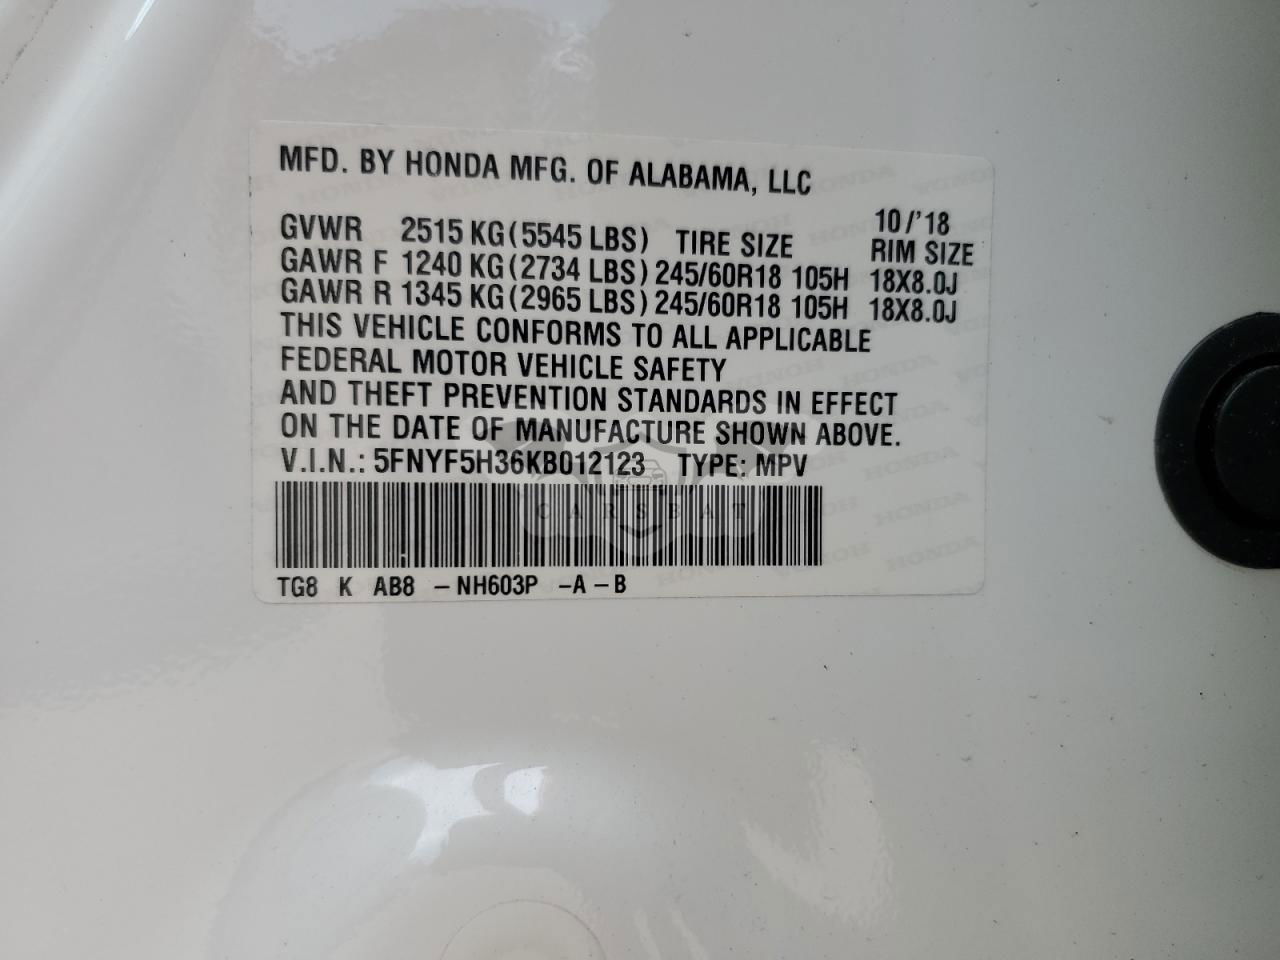 MFD. BY HONDA MFG. OF ALABAMA, LLC
10/'18
GVWR 2515 KG(5545 LBS) TIRE SIZE RIM SIZE
GAWR F 1240 KG(2734 LBS) 245/60R18 105H 18X8.0J
GAWR R 1345 KG(2965 LBS) 245/60R18 105H 18X8.0J
THIS VEHICLE CONFORMS TO ALL APPLICABLE
FEDERAL MOTOR VEHICLE SAFETY
AND THEFT PREVENTION STANDARDS IN EFFECT
ON THE DATE OF MANUFACTURE SHOWN ABOVE.
V.I.N.: 5FNYF5H36KB012123 TYPE: MPV
CARSBAT
TG8 K AB8 -NH603P -A-B